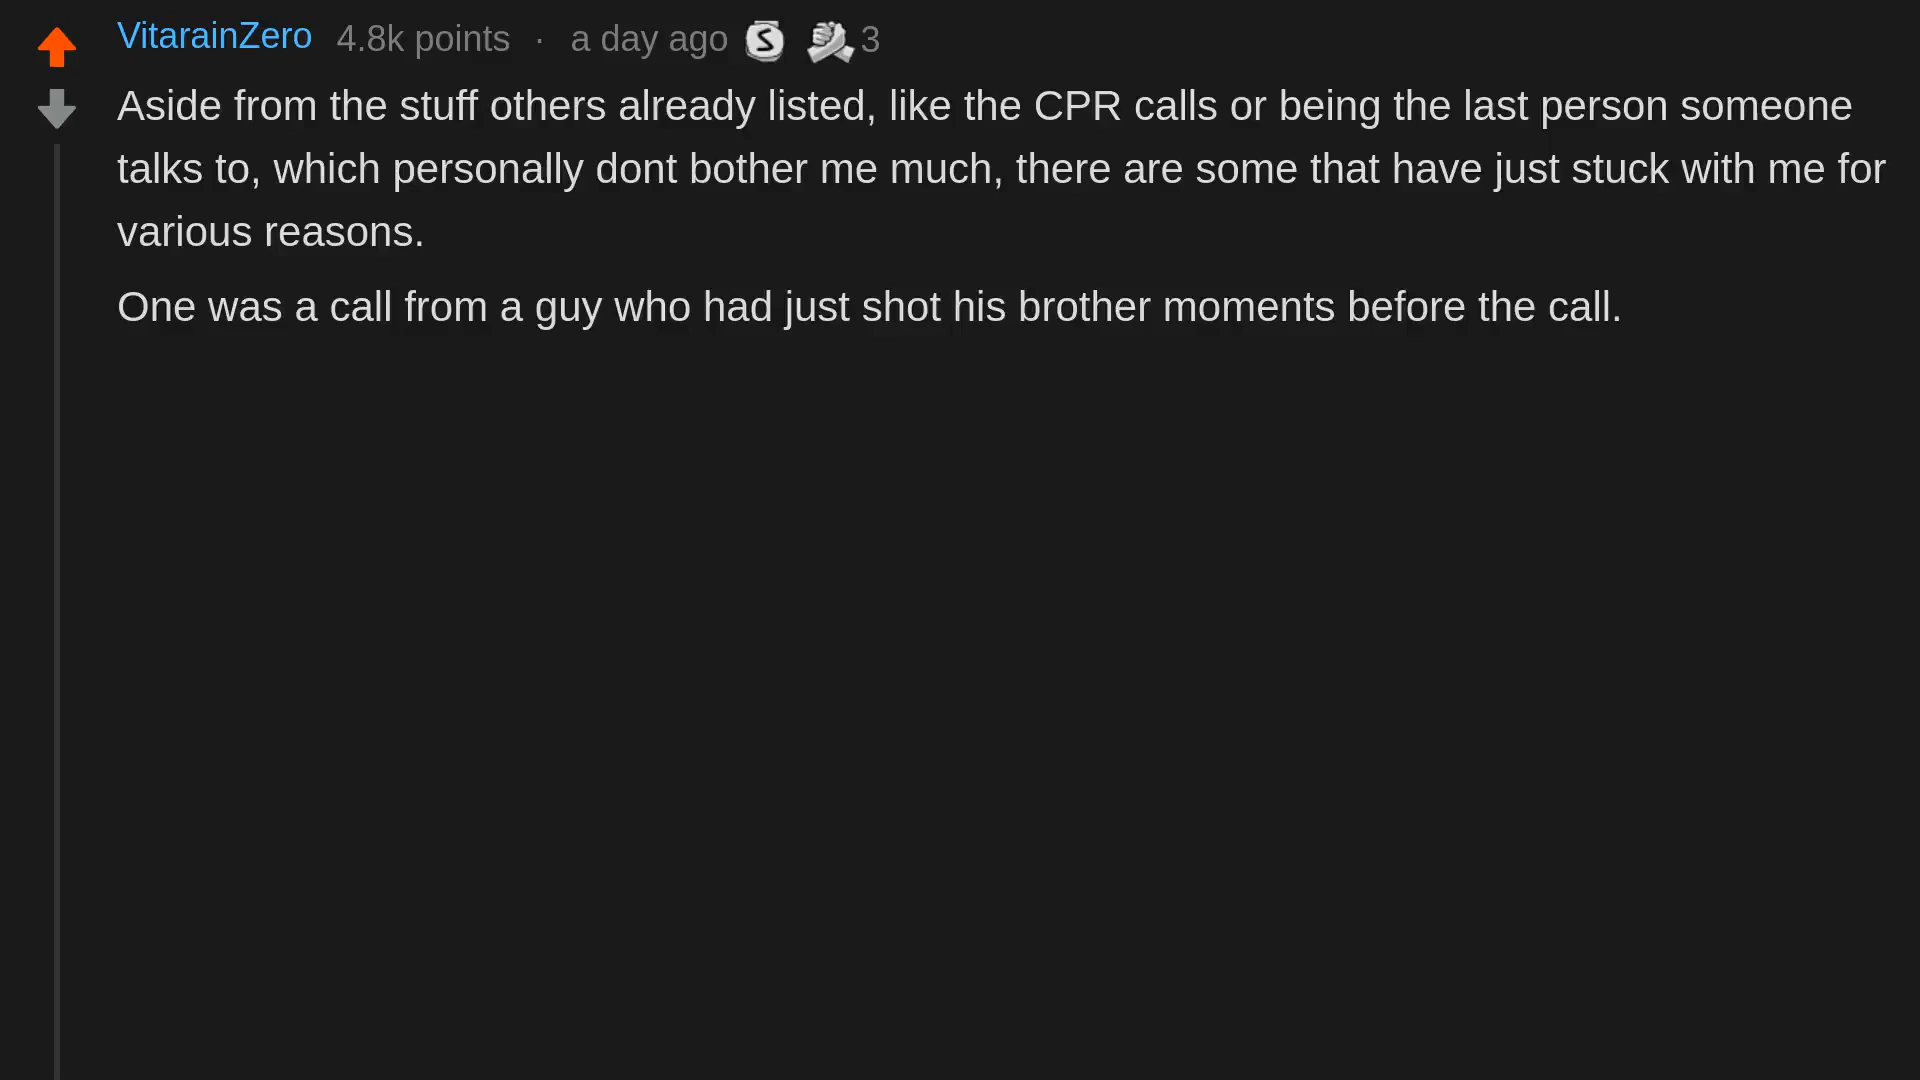 VitarainZero 4.8k points · a day ago S 3
Aside from the stuff others already listed, like the CPR calls or being the last person someone
talks to, which personally dont bother me much, there are some that have just stuck with me for
various reasons.
One was a call from a guy who had just shot his brother moments before the call.